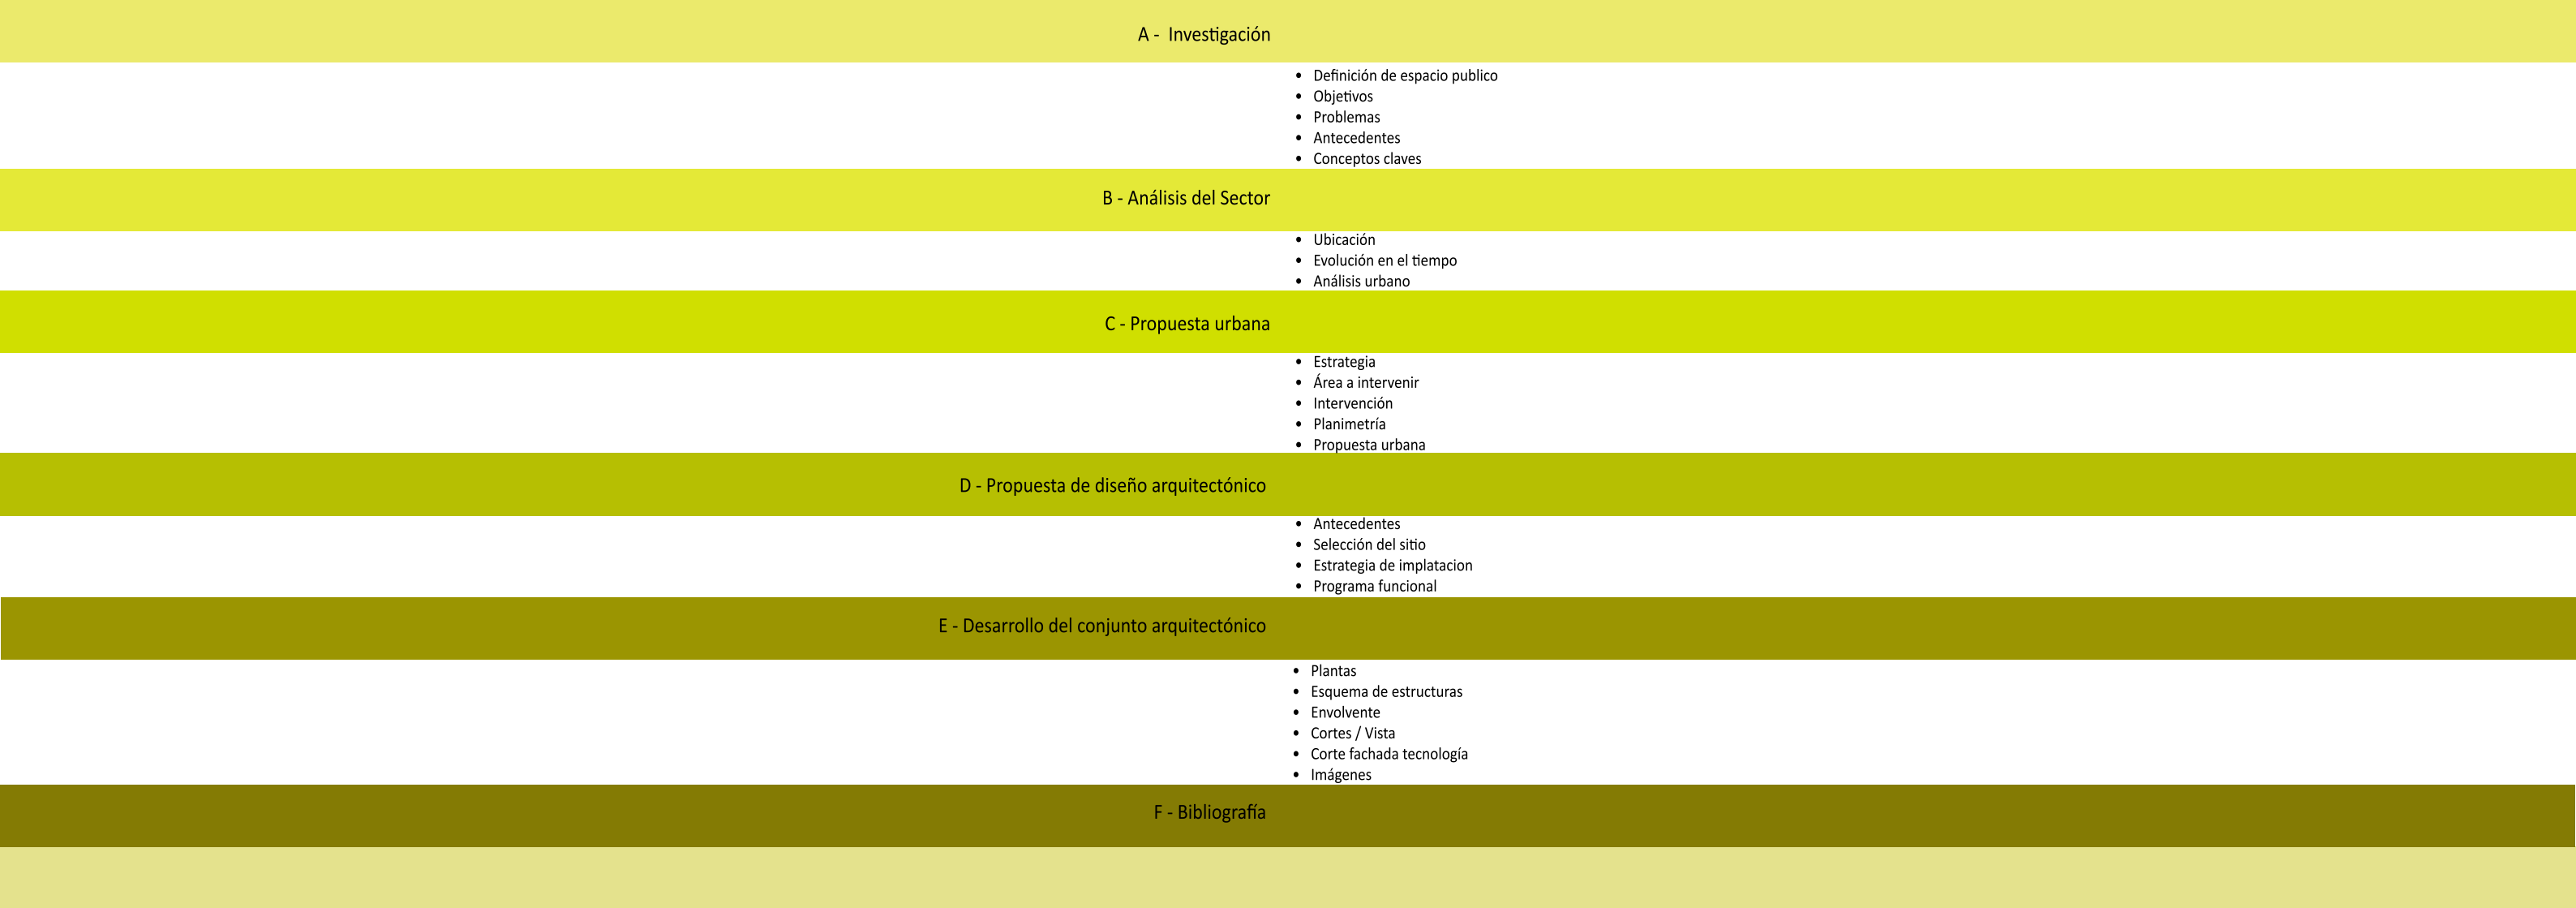 A -  Investigación
• Definición de espacio publico
• Objetivos
• Problemas
• Antecedentes
• Conceptos claves
B - Análisis del Sector
• Ubicación
• Evolución en el tiempo
• Análisis urbano
C - Propuesta urbana
• Estrategia
• Área a intervenir
• Intervención
• Planimetría
• Propuesta urbana
D - Propuesta de diseño arquitectónico
• Antecedentes
• Selección del sitio
• Estrategia de implatacion
• Programa funcional
E - Desarrollo del conjunto arquitectónico
• Plantas
• Esquema de estructuras
• Envolvente
• Cortes / Vista
• Corte fachada tecnología
• Imágenes
F - Bibliografía